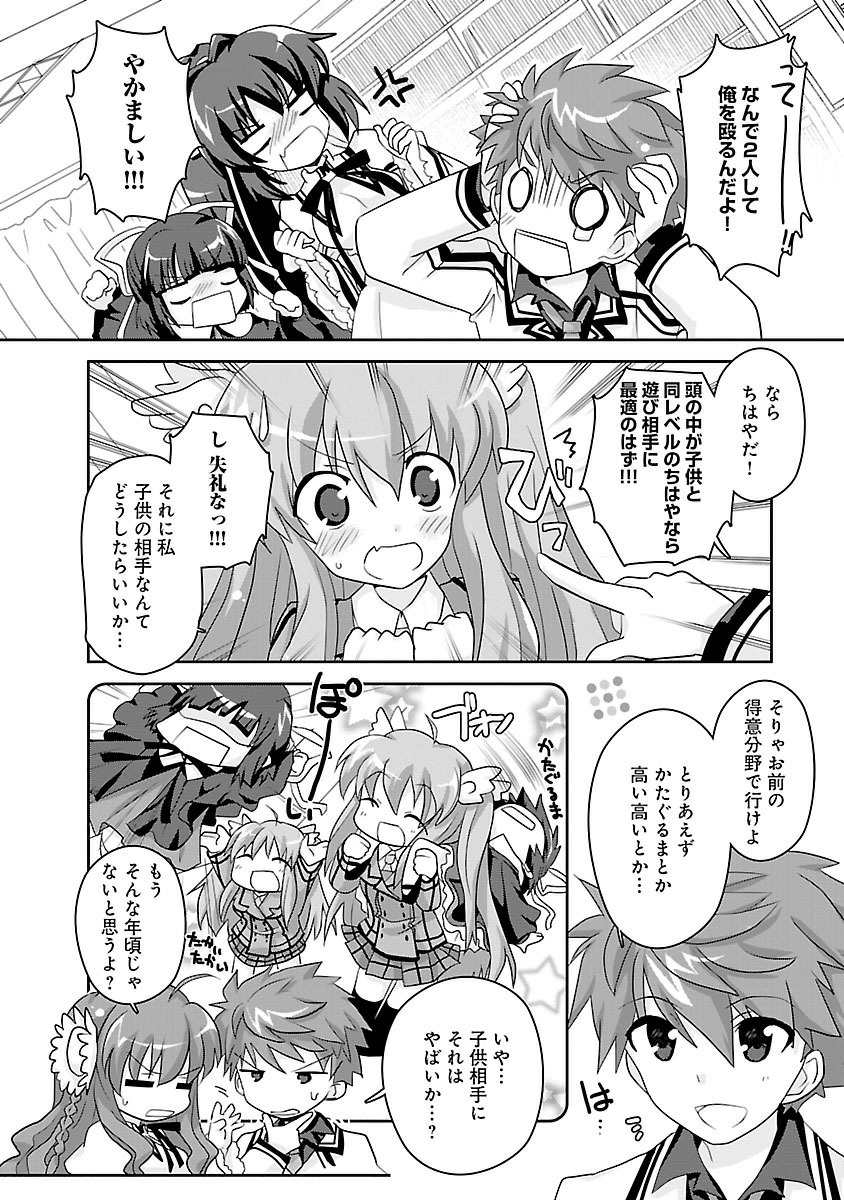 って――
なんで2人して
俺を殴るんだよ！
やかましい!!!
なら
ちはやだ！
頭の中が子供と
同レベルのちはやなら
遊び相手に
最適のはず!!!
びびっ
し 失礼なっ!!!
それに私
子供の相手なんて
どうしたらいいか…
そりゃお前の
得意分野で行けよ
とりあえず
かたぐるまとか
高い高いとか…
は…
ブォン
かたぐるま
ぽーい
たかい
たかい
いや…
子供相手に
それは
やばいか…？
もう
そんな年頃じゃ
ないと思うよ？